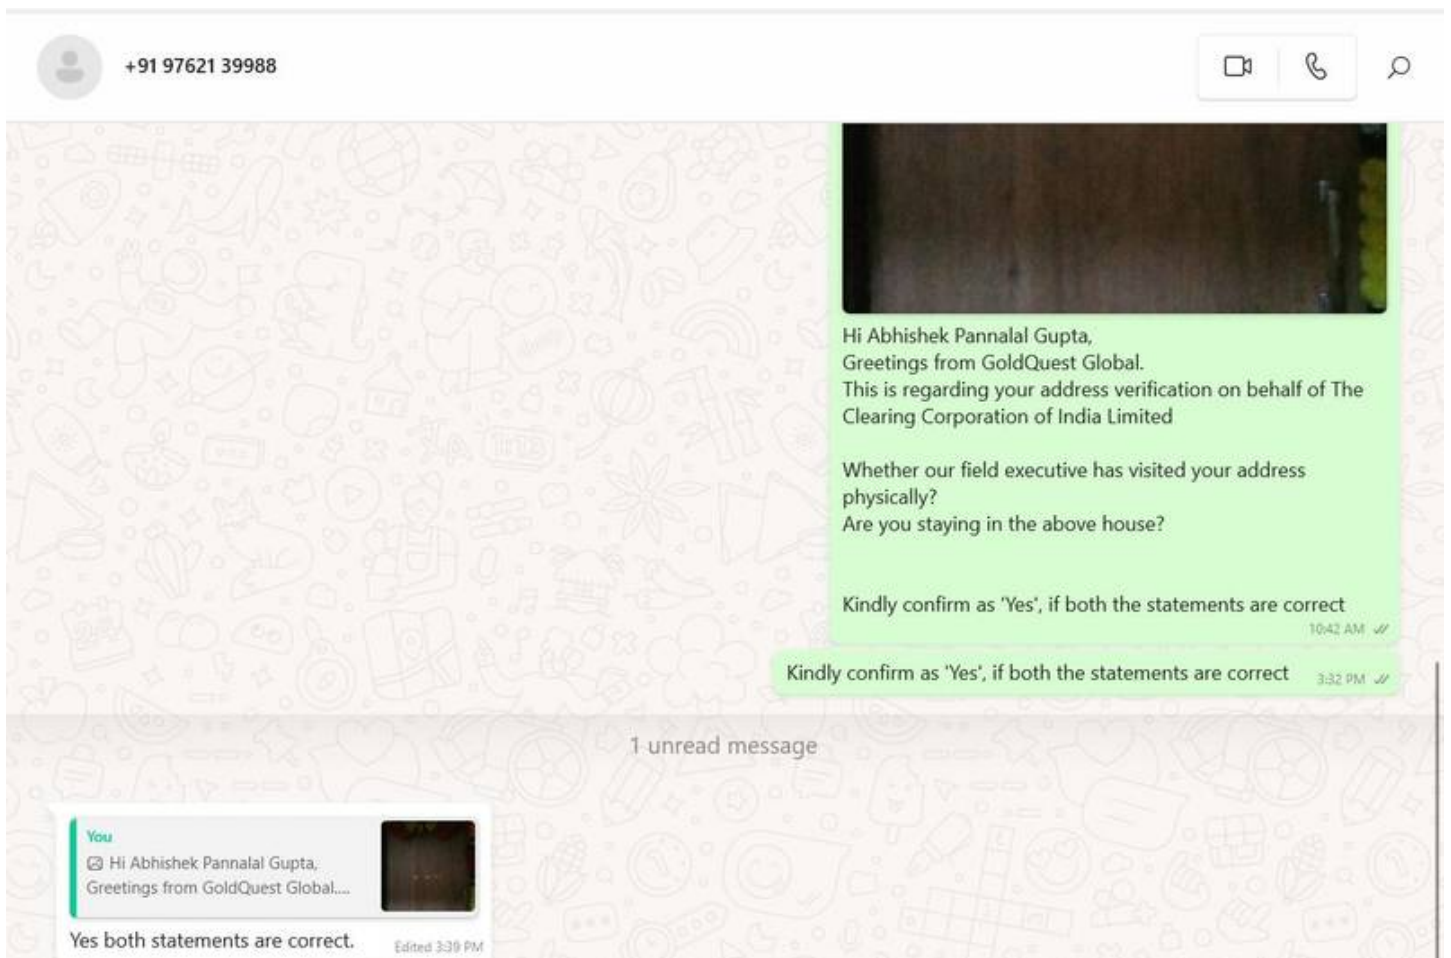 +91 97621 39988
Hi Abhishek Pannalal Gupta,
Greetings from GoldQuest Global.
This is regarding your address verification on behalf of The
Clearing Corporation of India Limited
Whether our field executive has visited your address
physically?
Are you staying in the above house?
Kindly confirm as 'Yes', if both the statements are correct
10:42 AM
Kindly confirm as 'Yes', if both the statements are correct
3:32 PM
1 unread message
You
Hi Abhishek Pannalal Gupta,
Greetings from GoldQuest Global....
Yes both statements are correct.
Edited 3:39 PM